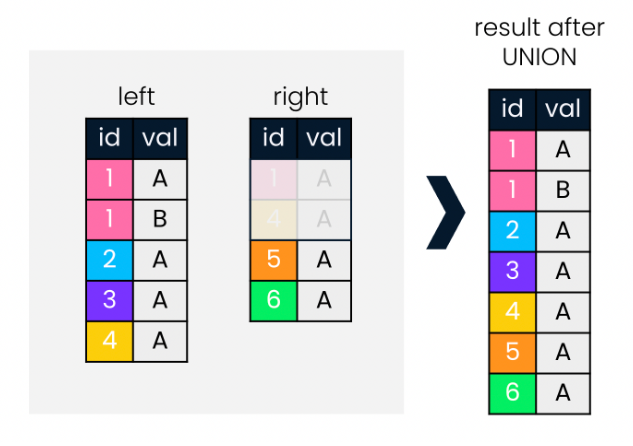 result after
UNION
left
id val
1 A
1 B
2 A
3 A
4 A
right
id val
1 A
4 A
5 A
6 A
id val
1 A
1 B
2 A
3 A
4 A
5 A
6 A